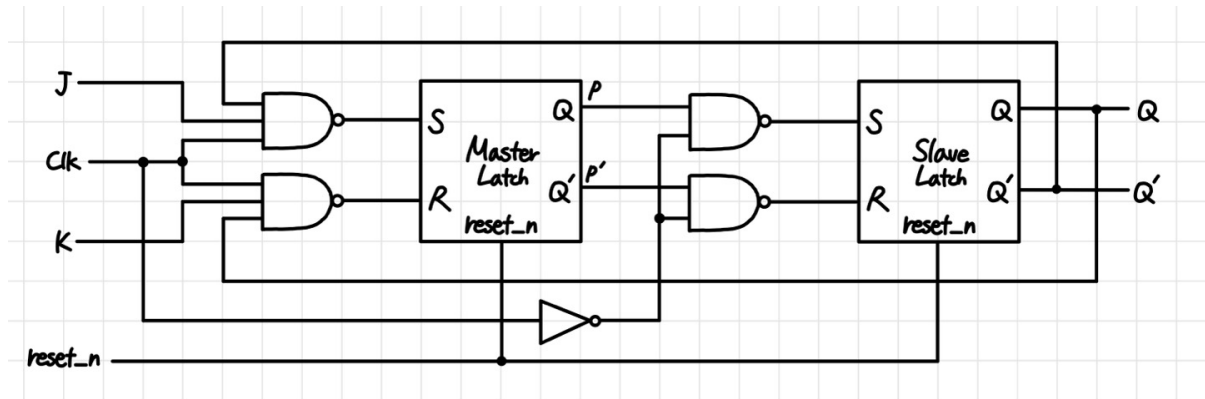 J
Clk
K
reset_n
S
R
Q
Q'
Master
Latch
reset_n
P
P'
S
R
Q
Q'
Slave
Latch
reset_n
Q
Q'